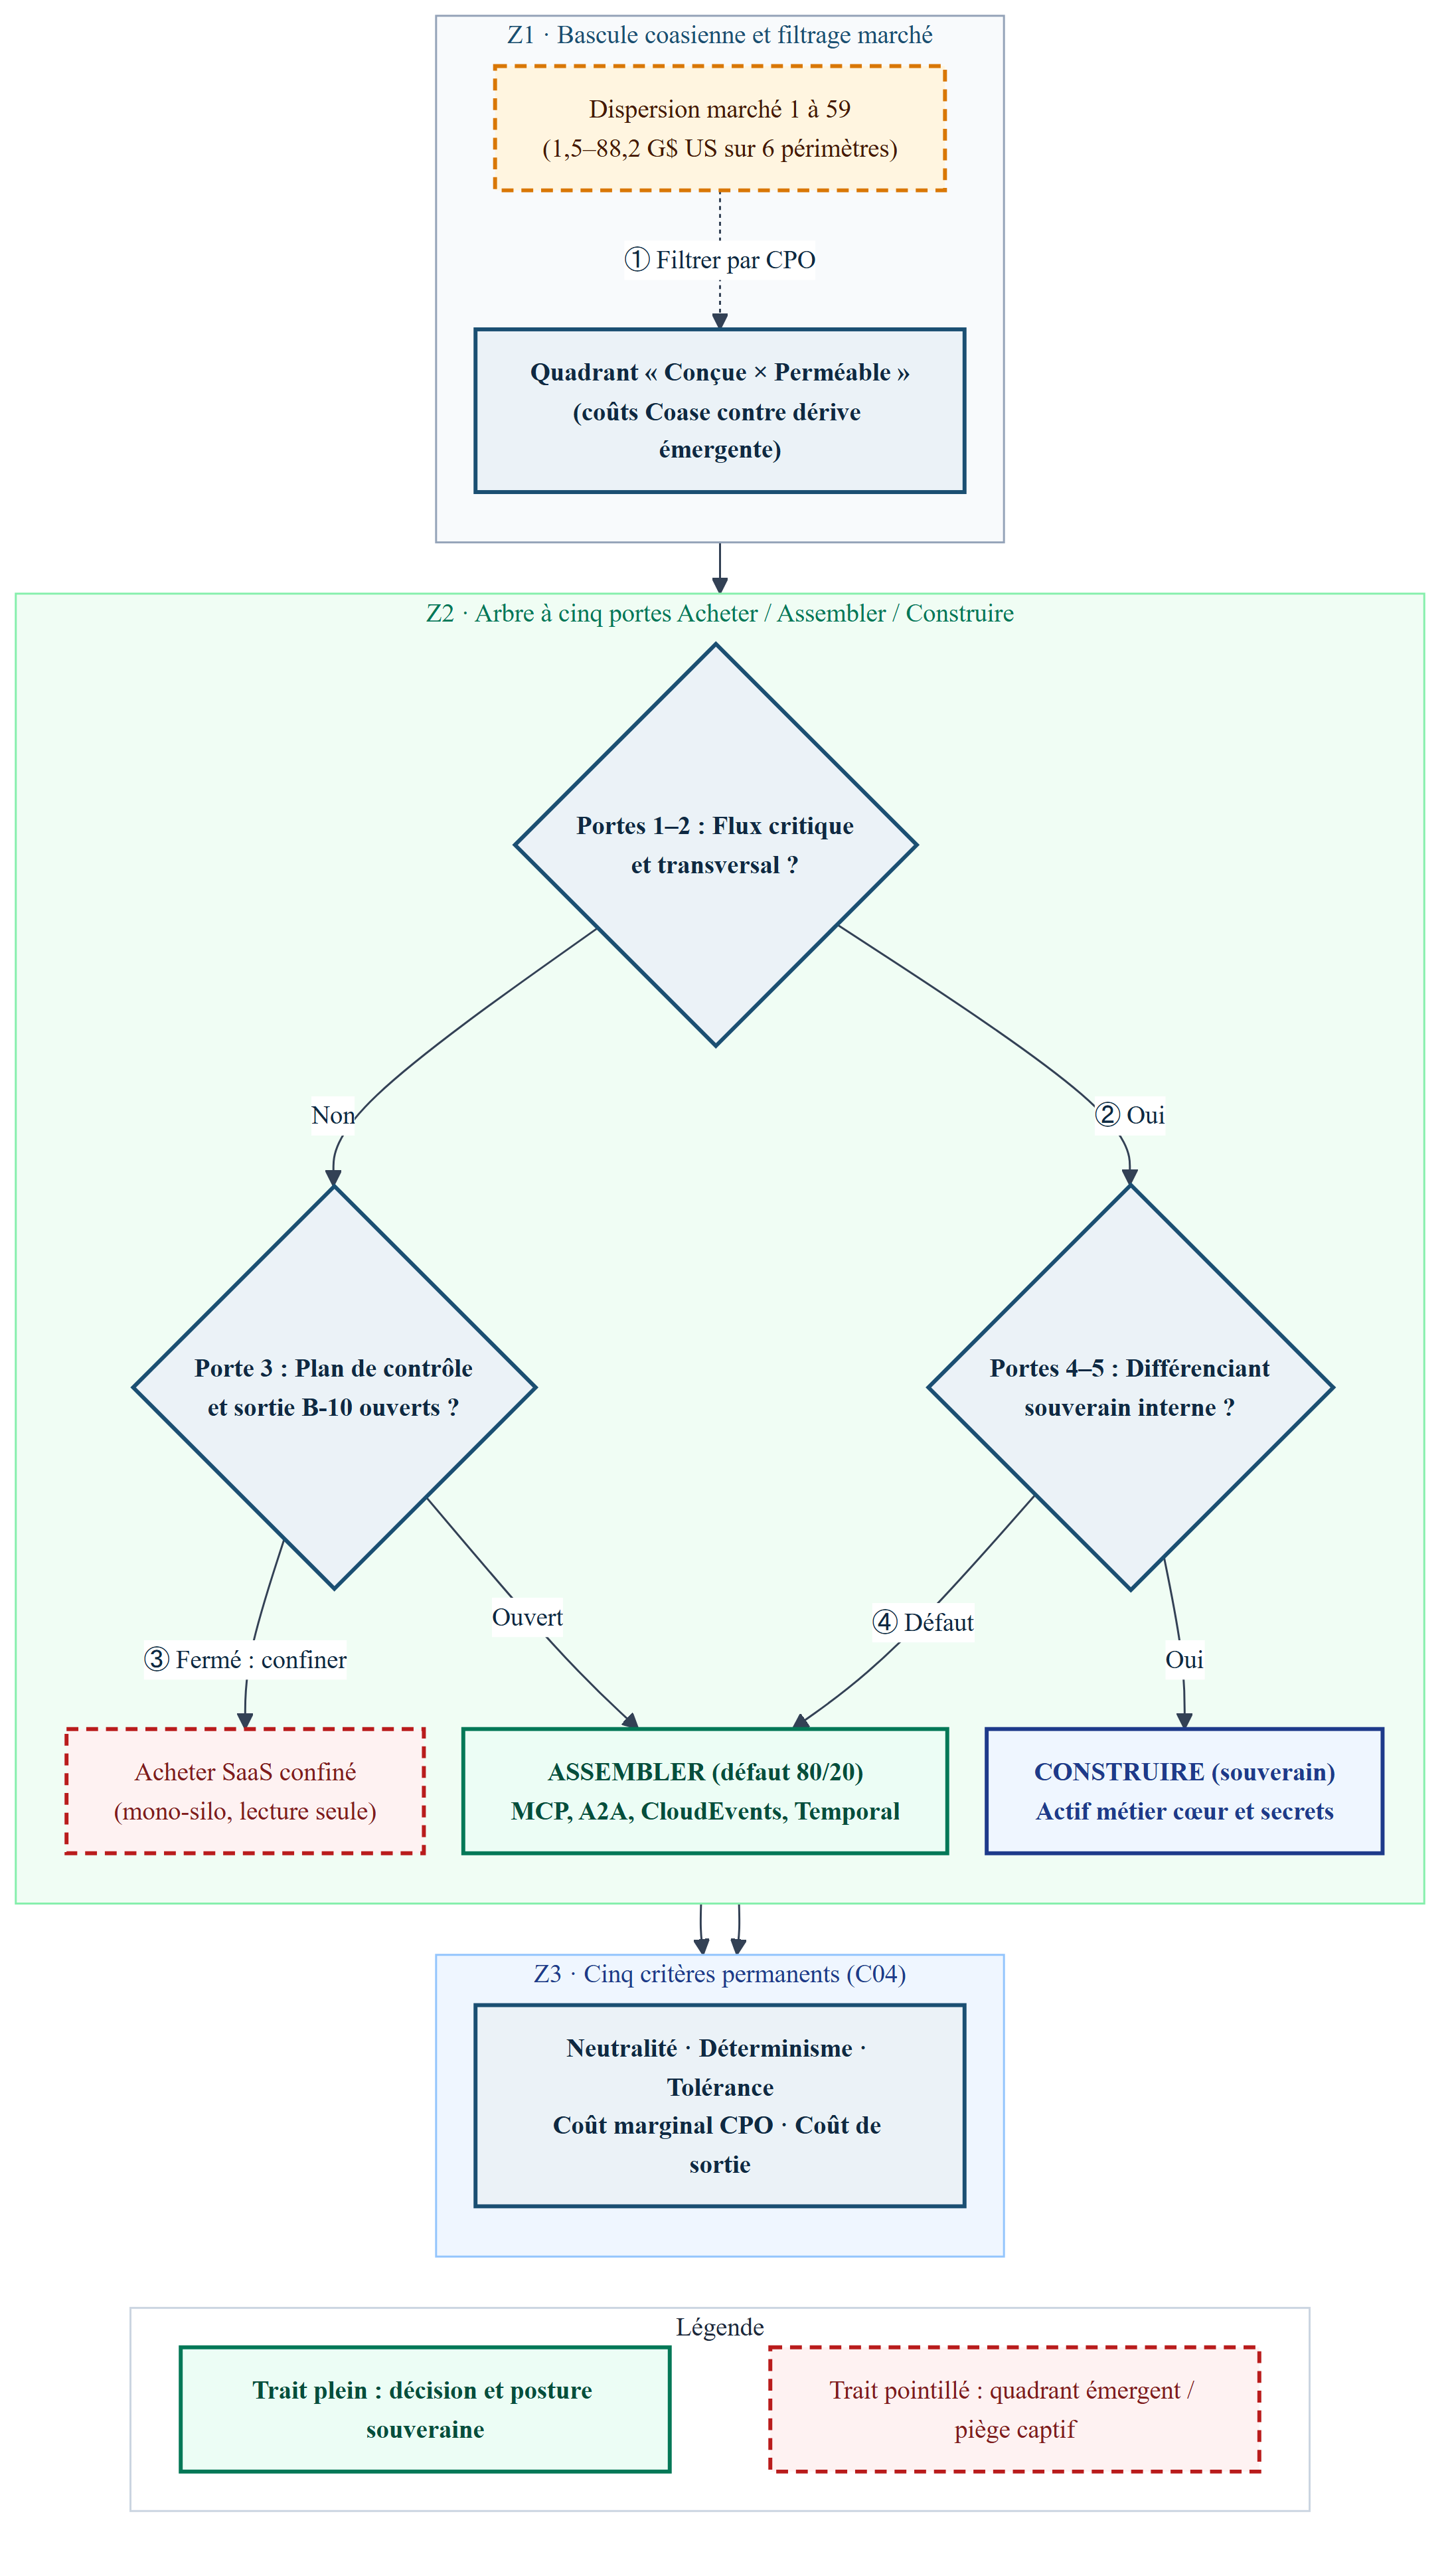 Z1 · Bascule coasienne et filtrage marché
Dispersion marché 1 à 59
(1,5–88,2 G$ US sur 6 périmètres)
① Filtrer par CPO
Quadrant « Conçue × Perméable »
(coûts Coase contre dérive
émergente)
Z2 · Arbre à cinq portes Acheter / Assembler / Construire
Portes 1–2 : Flux critique
et transversal ?
Non
② Oui
Porte 3 : Plan de contrôle
et sortie B-10 ouverts ?
Portes 4–5 : Différenciant
souverain interne ?
Ouvert
④ Défaut
③ Fermé : confiner
Oui
Acheter SaaS confiné
(mono-silo, lecture seule)
ASSEMBLER (défaut 80/20)
MCP, A2A, CloudEvents, Temporal
CONSTRUIRE (souverain)
Actif métier cœur et secrets
Z3 · Cinq critères permanents (C04)
Neutralité · Déterminisme ·
Tolérance
Coût marginal CPO · Coût de
sortie
Légende
Trait plein : décision et posture
souveraine
Trait pointillé : quadrant émergent /
piège captif